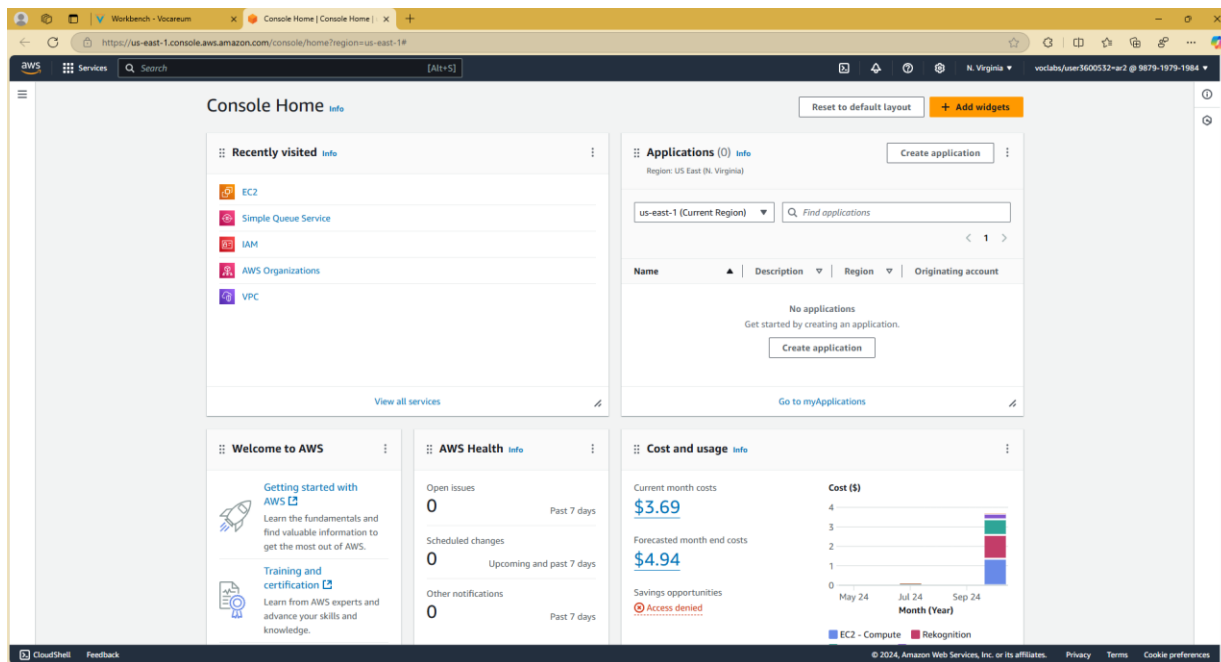 Workbench - Vocareum
Console Home | Console Home |
https://us-east-1.console.aws.amazon.com/console/home?region=us-east-1#
aws Services Search [Alt+S] N. Virginia voclabs/user3600532=ar2 @ 9879-1979-1984
Console Home Info
Reset to default layout + Add widgets
Recently visited Info
EC2
Simple Queue Service
IAM
AWS Organizations
VPC
View all services
Applications (0) Info
Create application
Region: US East (N. Virginia)
us-east-1 (Current Region) Find applications
1
Name Description Region Originating account
No applications
Get started by creating an application.
Create application
Go to myApplications
Welcome to AWS
Getting started with
AWS
Learn the fundamentals and
find valuable information to
get the most out of AWS.
Training and
certification
Learn from AWS experts and
advance your skills and
knowledge.
AWS Health Info
Open issues
0 Past 7 days
Scheduled changes
0 Upcoming and past 7 days
Other notifications
0 Past 7 days
Cost and usage Info
Current month costs
$3.69
Forecasted month end costs
$4.94
Savings opportunities
Access denied
Cost ($)
4
3
2
1
0
May 24 Jul 24 Sep 24
Month (Year)
EC2 - Compute Rekognition
CloudShell Feedback © 2024, Amazon Web Services, Inc. or its affiliates. Privacy Terms Cookie preferences